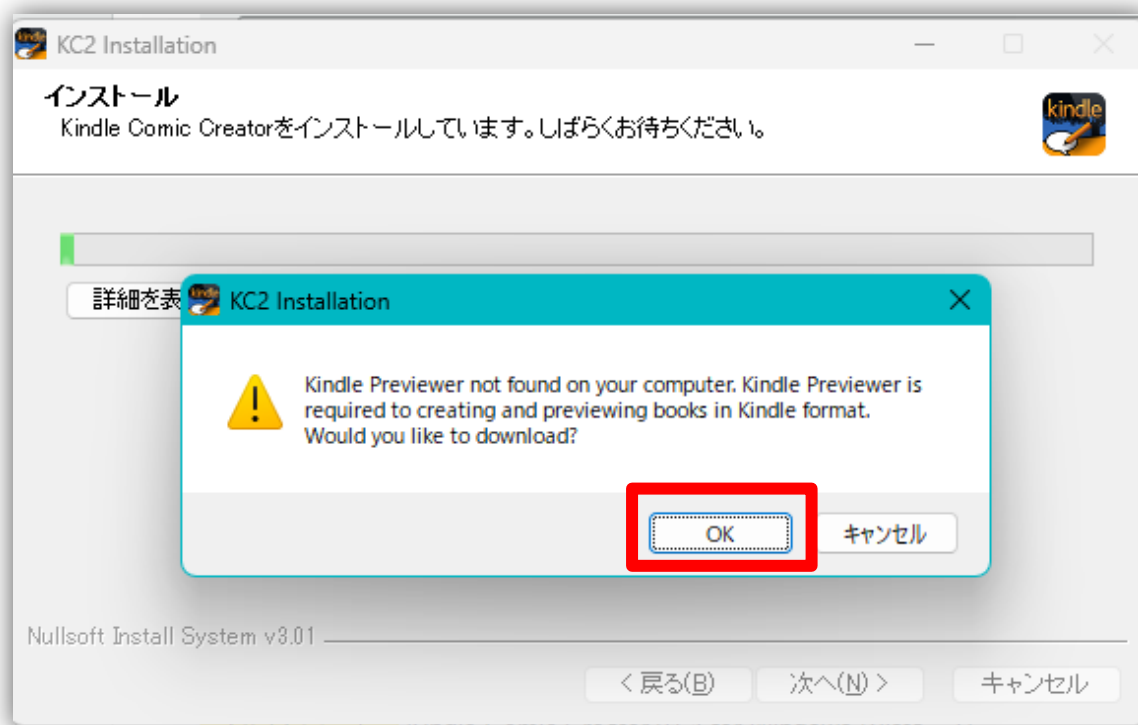 KC2 Installation
インストール
Kindle Comic Creatorをインストールしています。しばらくお待ちください。
kindle
詳細を表
KC2 Installation
Kindle Previewer not found on your computer. Kindle Previewer is
required to creating and previewing books in Kindle format.
Would you like to download?
OK
キャンセル
Nullsoft Install System v3.01
< 戻る(B)
次へ(N) >
キャンセル